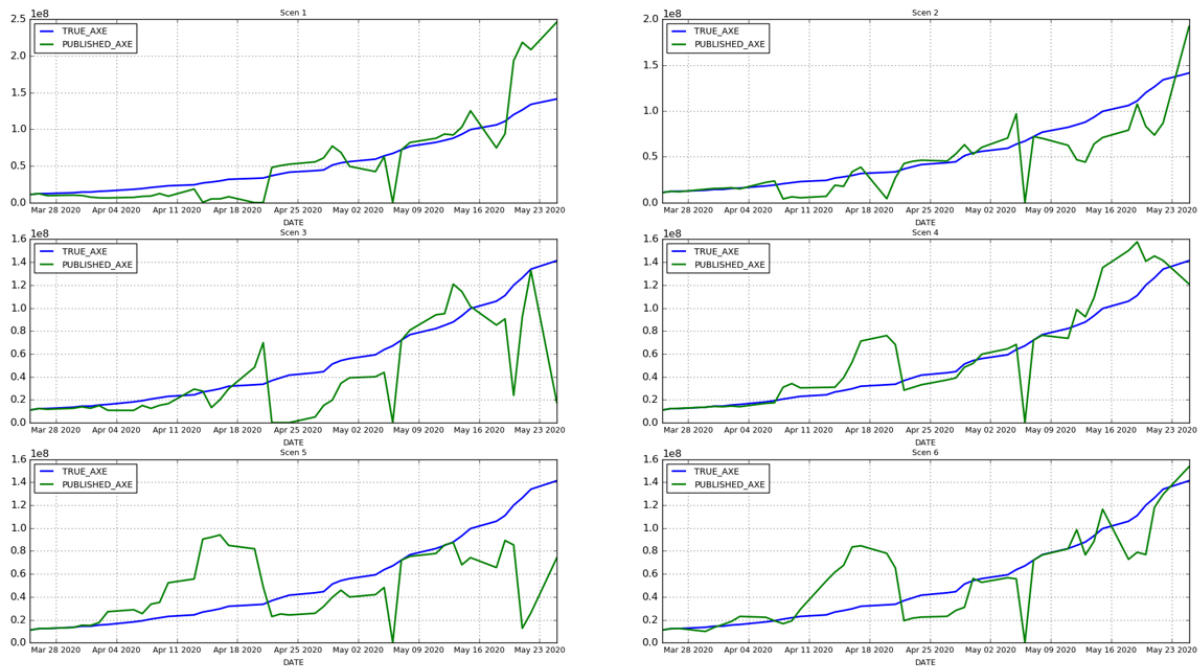 Scen 1
1e8
TRUE_AXE
PUBLISHED_AXE
2.5
2.0
1.5
1.0
0.5
0.0
Mar 28 2020 Apr 04 2020 Apr 11 2020 Apr 18 2020 Apr 25 2020 May 02 2020 May 09 2020 May 16 2020 May 23 2020
DATE
Scen 2
1e8
TRUE_AXE
PUBLISHED_AXE
2.0
1.5
1.0
0.5
0.0
Mar 28 2020 Apr 04 2020 Apr 11 2020 Apr 18 2020 Apr 25 2020 May 02 2020 May 09 2020 May 16 2020 May 23 2020
DATE
Scen 3
1e8
TRUE_AXE
PUBLISHED_AXE
1.6
1.4
1.2
1.0
0.8
0.6
0.4
0.2
0.0
Mar 28 2020 Apr 04 2020 Apr 11 2020 Apr 18 2020 Apr 25 2020 May 02 2020 May 09 2020 May 16 2020 May 23 2020
DATE
Scen 4
1e8
TRUE_AXE
PUBLISHED_AXE
1.6
1.4
1.2
1.0
0.8
0.6
0.4
0.2
0.0
Mar 28 2020 Apr 04 2020 Apr 11 2020 Apr 18 2020 Apr 25 2020 May 02 2020 May 09 2020 May 16 2020 May 23 2020
DATE
Scen 5
1e8
TRUE_AXE
PUBLISHED_AXE
1.6
1.4
1.2
1.0
0.8
0.6
0.4
0.2
0.0
Mar 28 2020 Apr 04 2020 Apr 11 2020 Apr 18 2020 Apr 25 2020 May 02 2020 May 09 2020 May 16 2020 May 23 2020
DATE
Scen 6
1e8
TRUE_AXE
PUBLISHED_AXE
1.6
1.4
1.2
1.0
0.8
0.6
0.4
0.2
0.0
Mar 28 2020 Apr 04 2020 Apr 11 2020 Apr 18 2020 Apr 25 2020 May 02 2020 May 09 2020 May 16 2020 May 23 2020
DATE